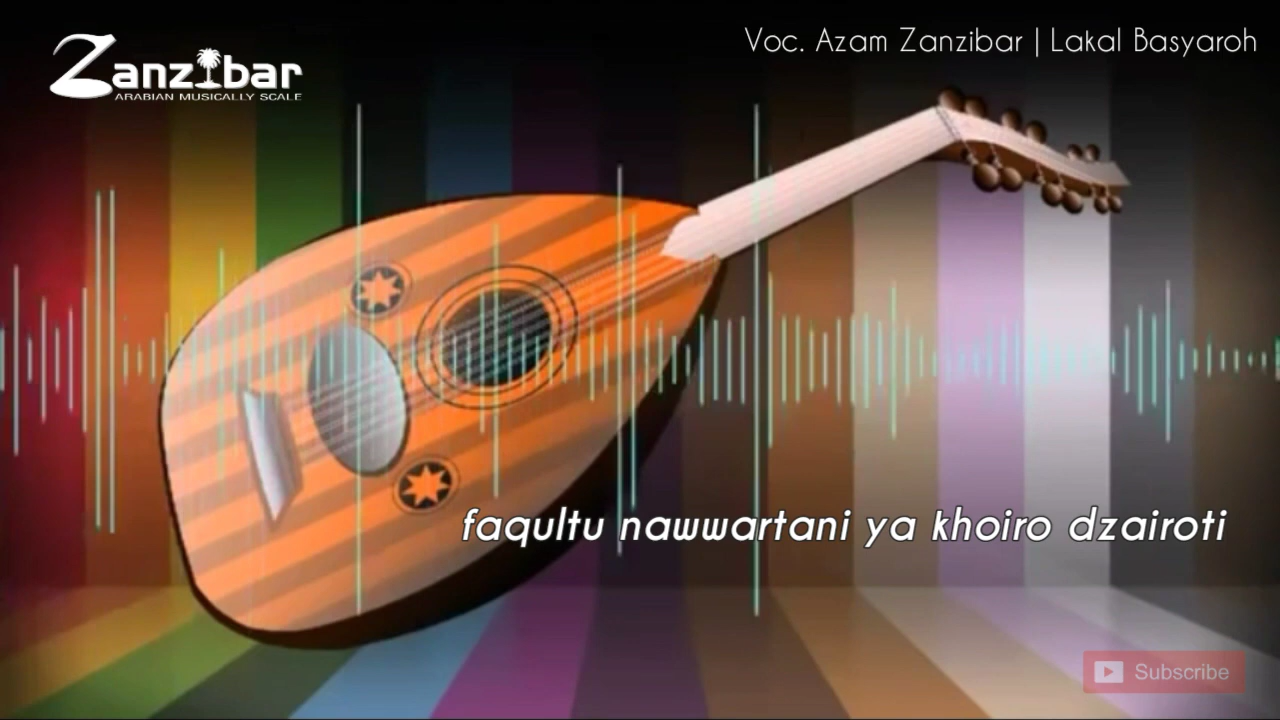 Zanzibar
ARABIAN MUSICALLY SCALE
Voc. Azam Zanzibar | Lakal Basyaroh
faqultu nawwartani ya khoiro dzairoti
Subscribe